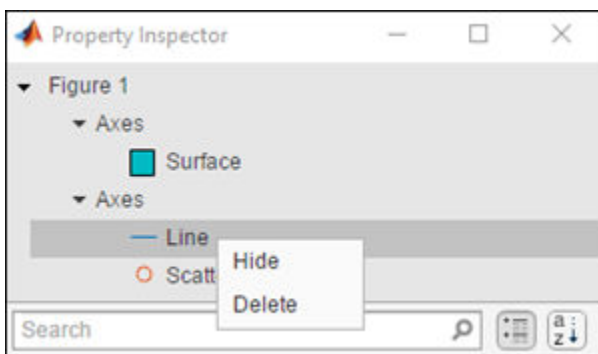 Property Inspector
Figure 1
Axes
Surface
Axes
Line
Hide
Scatt
Delete
Search
a
z